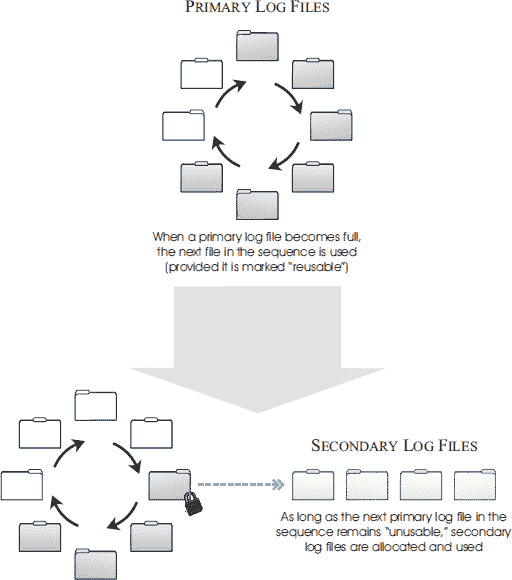 PRIMARY LOG FILES
When a primary log file becomes full,
the next file in the sequence is used
(provided it is marked “reusable”)
SECONDARY LOG FILES
As long as the next primary log file in the
sequence remains “unusable,” secondary
log files are allocated and used